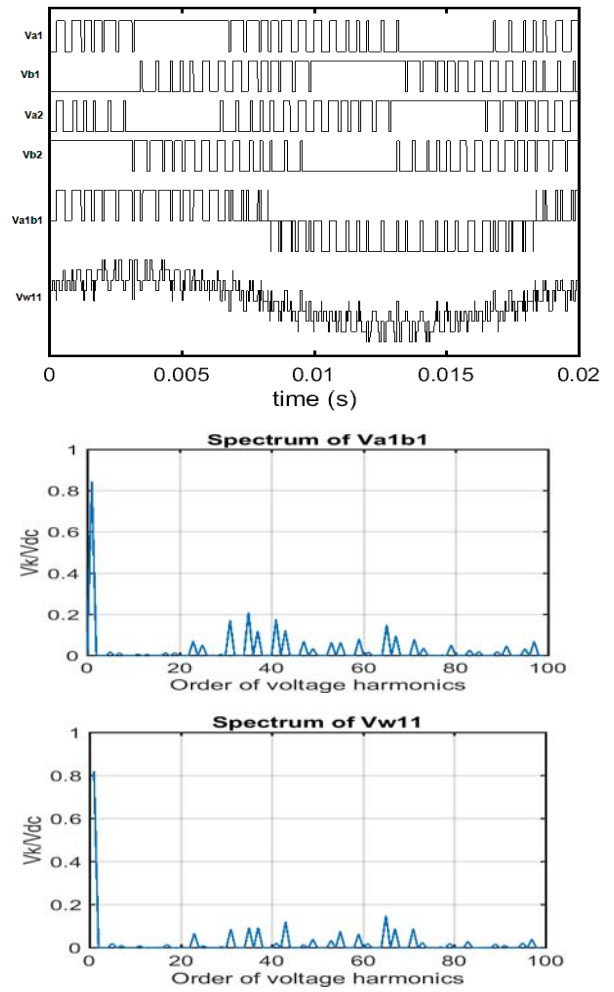 Va1
Vb1
Va2
Vb2
Va1b1
Vw11
0 0.005 0.01 0.015 0.02
time (s)
Spectrum of Va1b1
1
0.8
0.6
0.4
0.2
0
Vk/Vdc
0 20 40 60 80 100
Order of voltage harmonics
Spectrum of Vw11
1
0.8
0.6
0.4
0.2
0
Vk/Vdc
0 20 40 60 80 100
Order of voltage harmonics